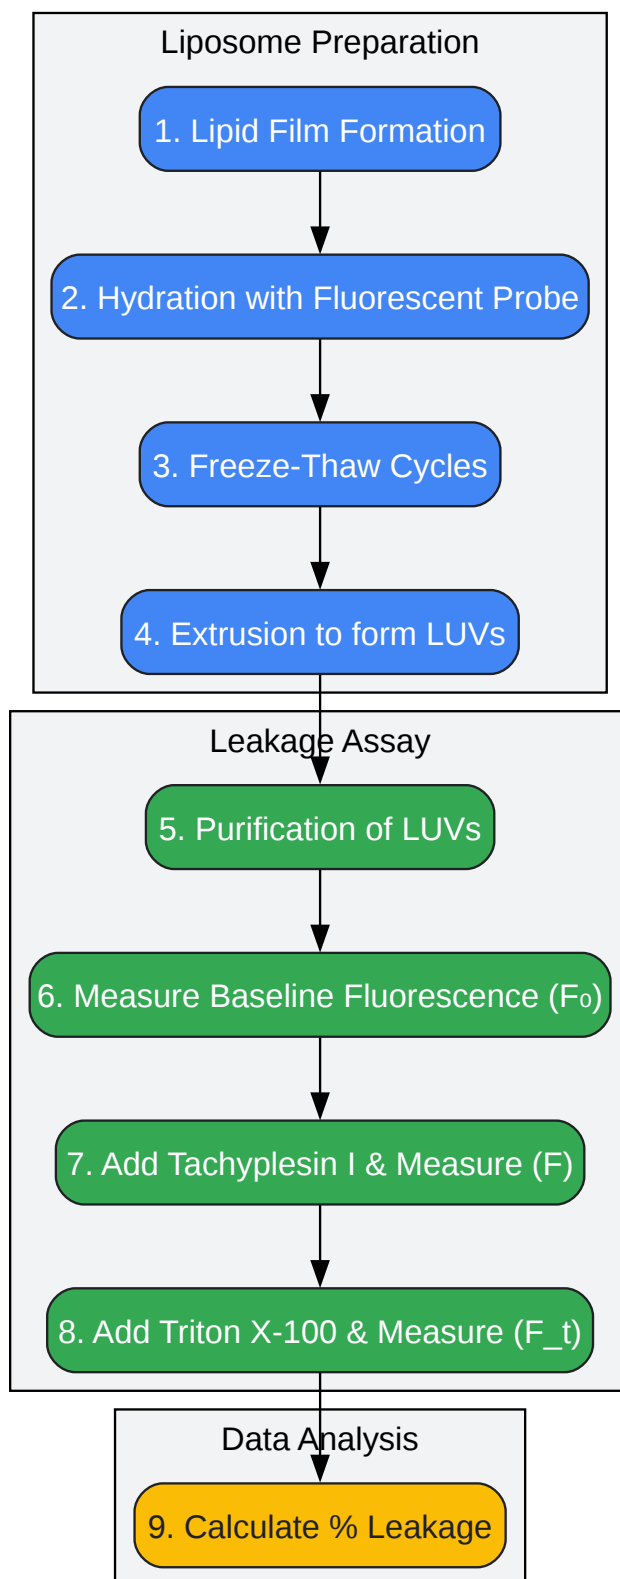 Liposome Preparation
1. Lipid Film Formation
2. Hydration with Fluorescent Probe
3. Freeze-Thaw Cycles
4. Extrusion to form LUVs
Leakage Assay
5. Purification of LUVs
6. Measure Baseline Fluorescence (F₀)
7. Add Tachyplesin I & Measure (F)
8. Add Triton X-100 & Measure (F_t)
Data Analysis
9. Calculate % Leakage